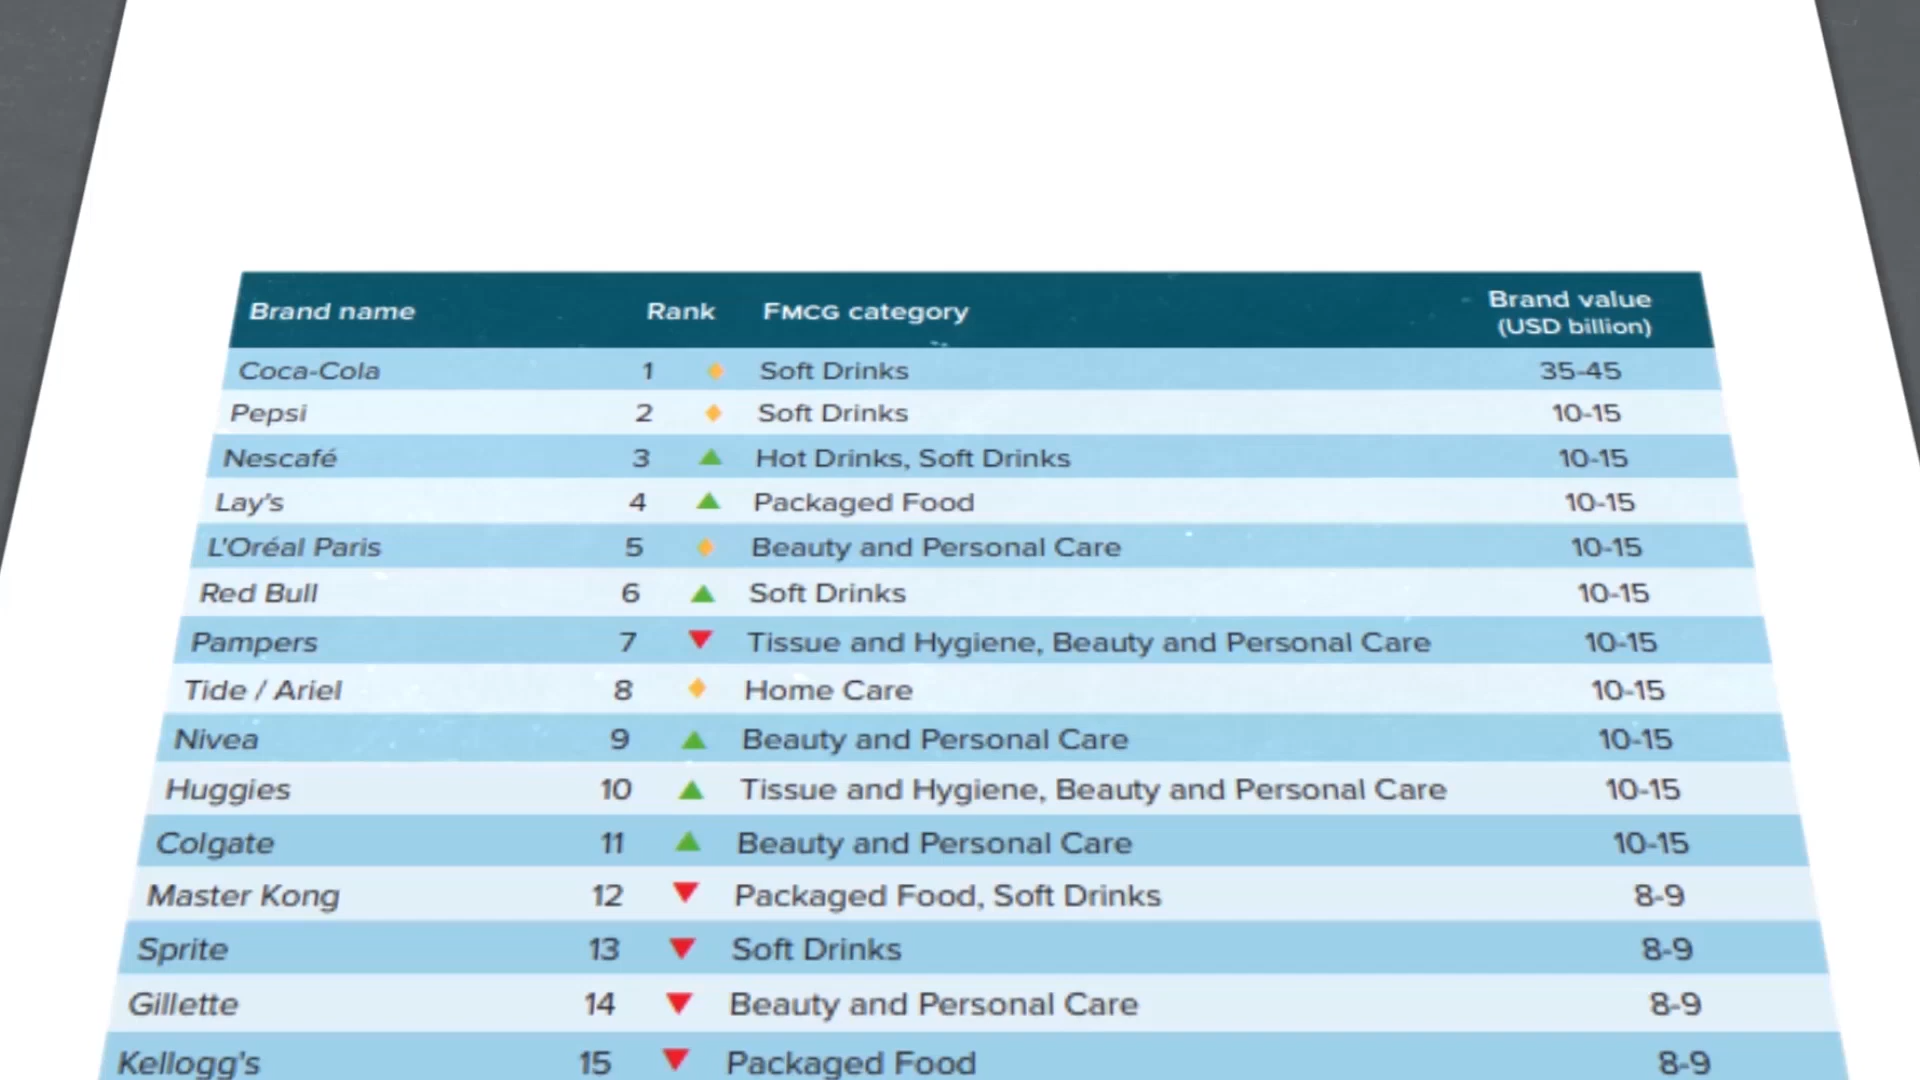 Brand name Rank FMCG category Brand value (USD billion)
Coca-Cola 1 Soft Drinks 35-45
Pepsi 2 Soft Drinks 10-15
Nescafé 3 Hot Drinks, Soft Drinks 10-15
Lay's 4 Packaged Food 10-15
L'Oréal Paris 5 Beauty and Personal Care 10-15
Red Bull 6 Soft Drinks 10-15
Pampers 7 Tissue and Hygiene, Beauty and Personal Care 10-15
Tide / Ariel 8 Home Care 10-15
Nivea 9 Beauty and Personal Care 10-15
Huggies 10 Tissue and Hygiene, Beauty and Personal Care 10-15
Colgate 11 Beauty and Personal Care 10-15
Master Kong 12 Packaged Food, Soft Drinks 8-9
Sprite 13 Soft Drinks 8-9
Gillette 14 Beauty and Personal Care 8-9
Kellogg's 15 Packaged Food 8-9